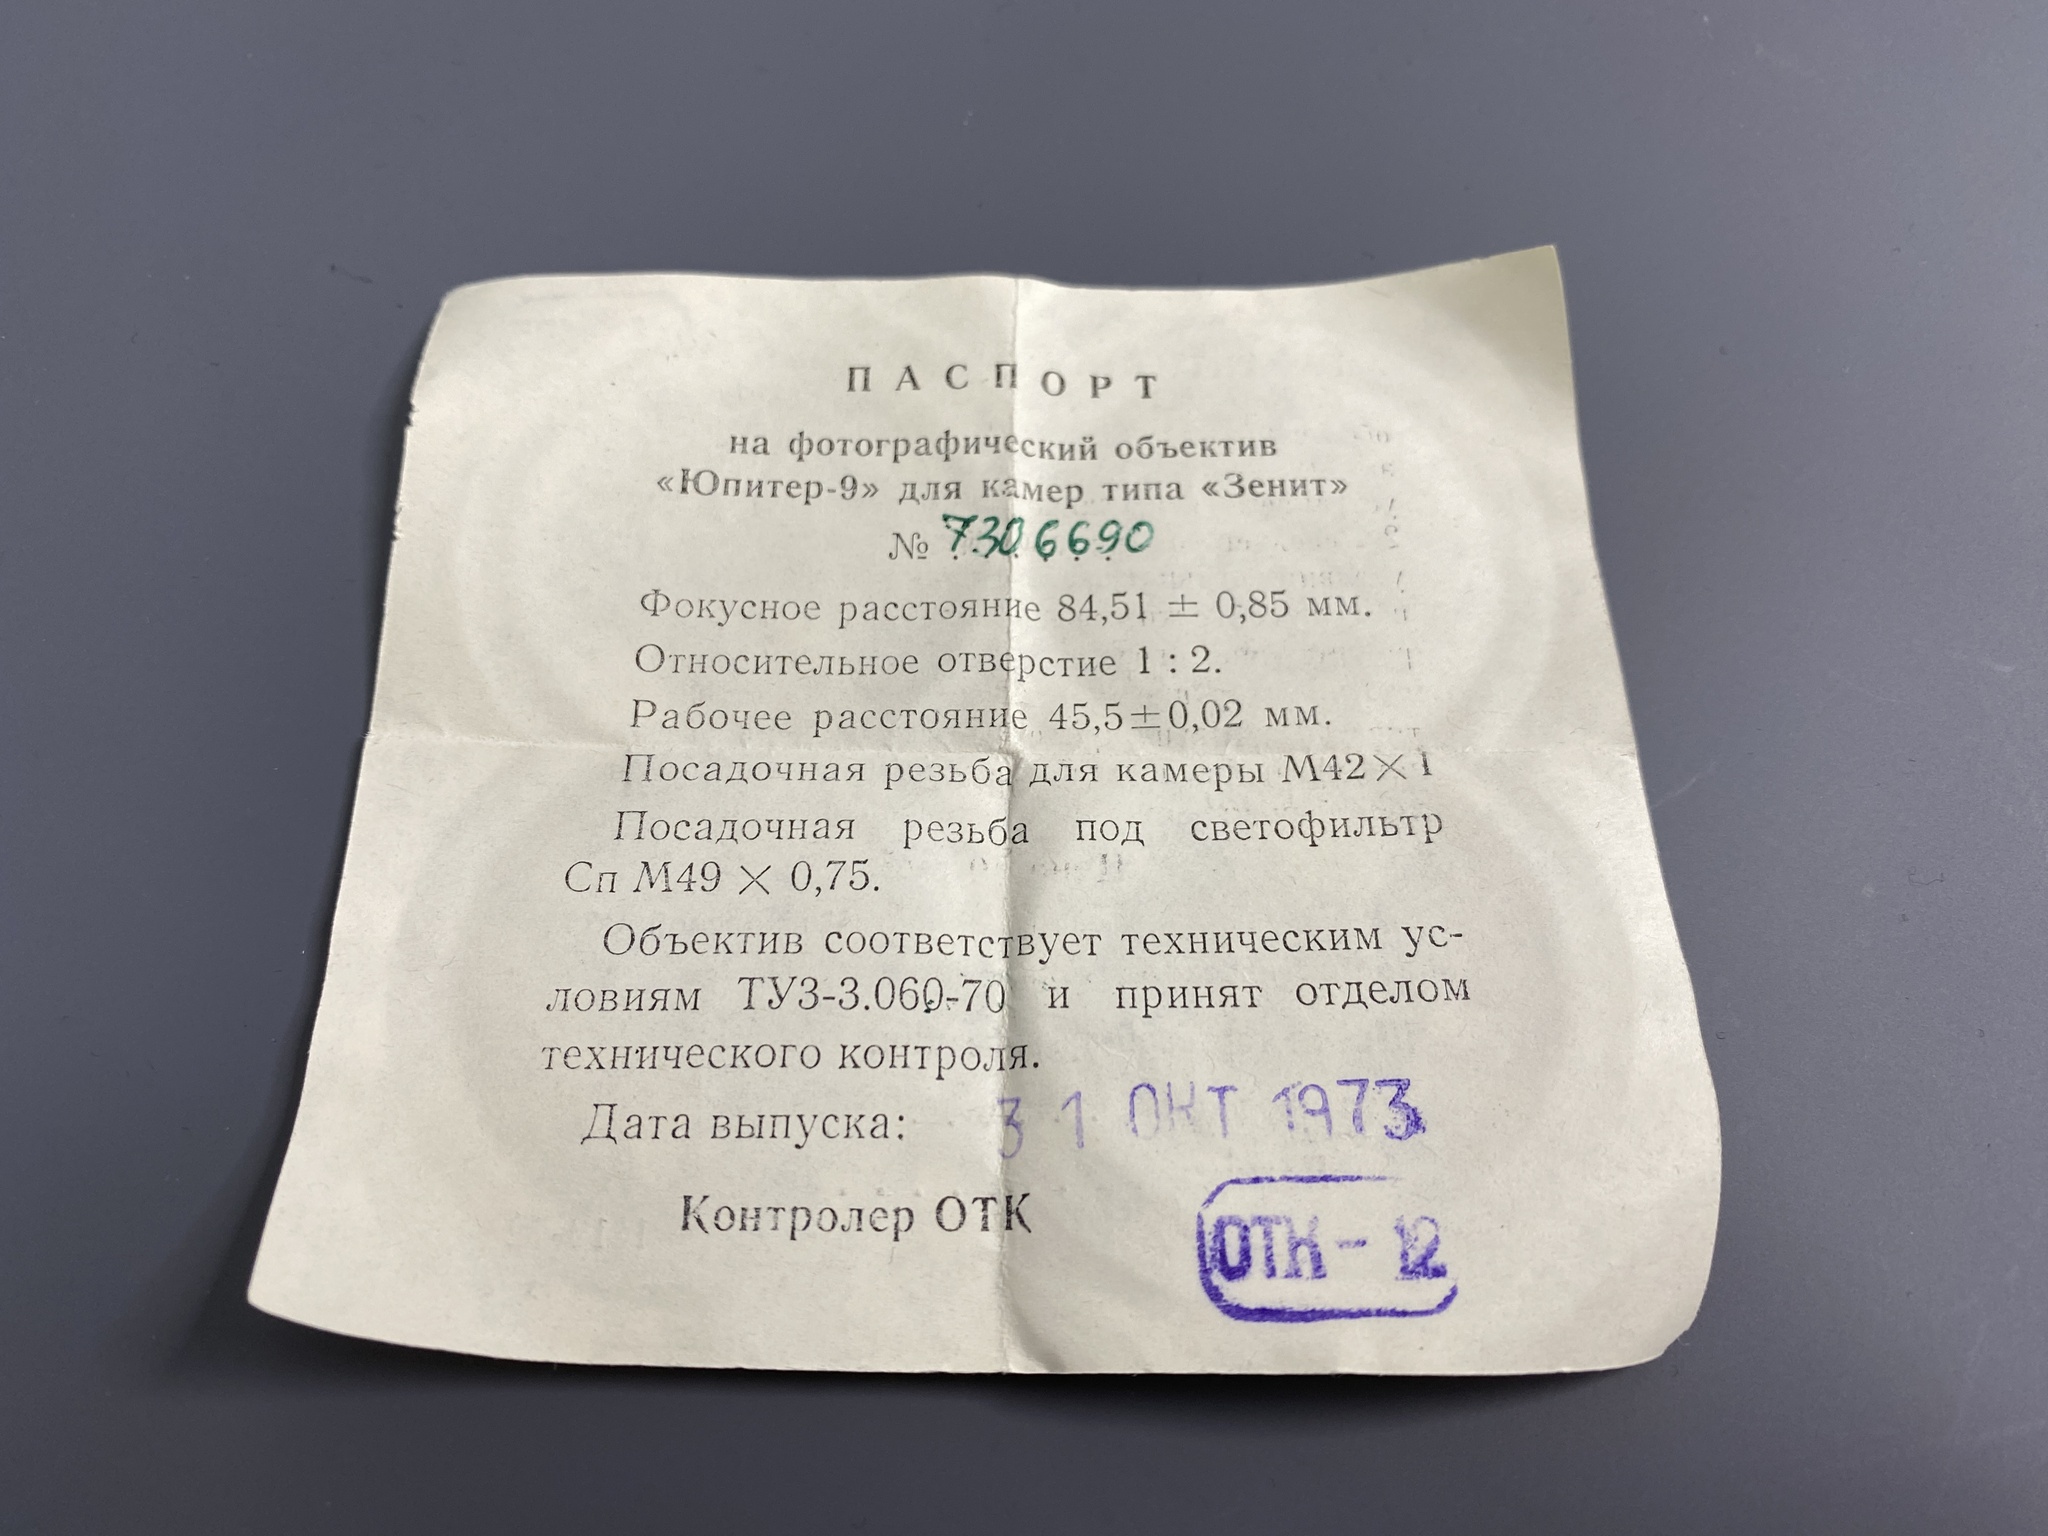 ПАСПОРТ
на фотографический объектив
«Юпитер-9» для камер типа «Зенит»
№ 7306690
Фокусное расстояние 84,51 ± 0,85 мм.
Относительное отверстие 1 : 2.
Рабочее расстояние 45,5±0,02 мм.
Посадочная резьба для камеры М42×1
Посадочная резьба под светофильтр
Сп М49 × 0,75.
Объектив соответствует техническим ус-
ловиям ТУ3-3.060-70 и принят отделом
технического контроля.
Дата выпуска: 31 ОКТ 1973
Контролер ОТК
ОТК - 12